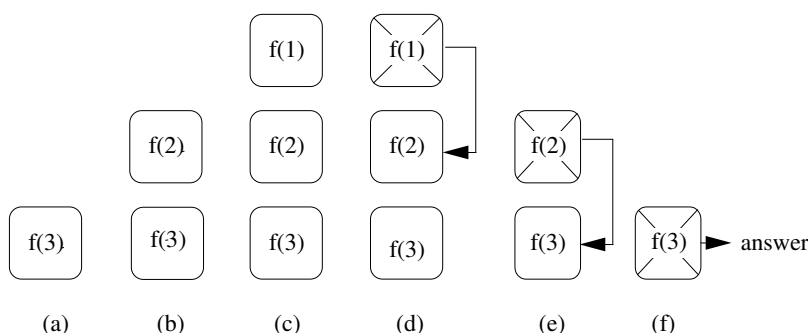 f(1) f(1)
f(2) f(2) f(2) f(2)
f(3) f(3) f(3) f(3) f(3) f(3) answer
(a) (b) (c) (d) (e) (f)